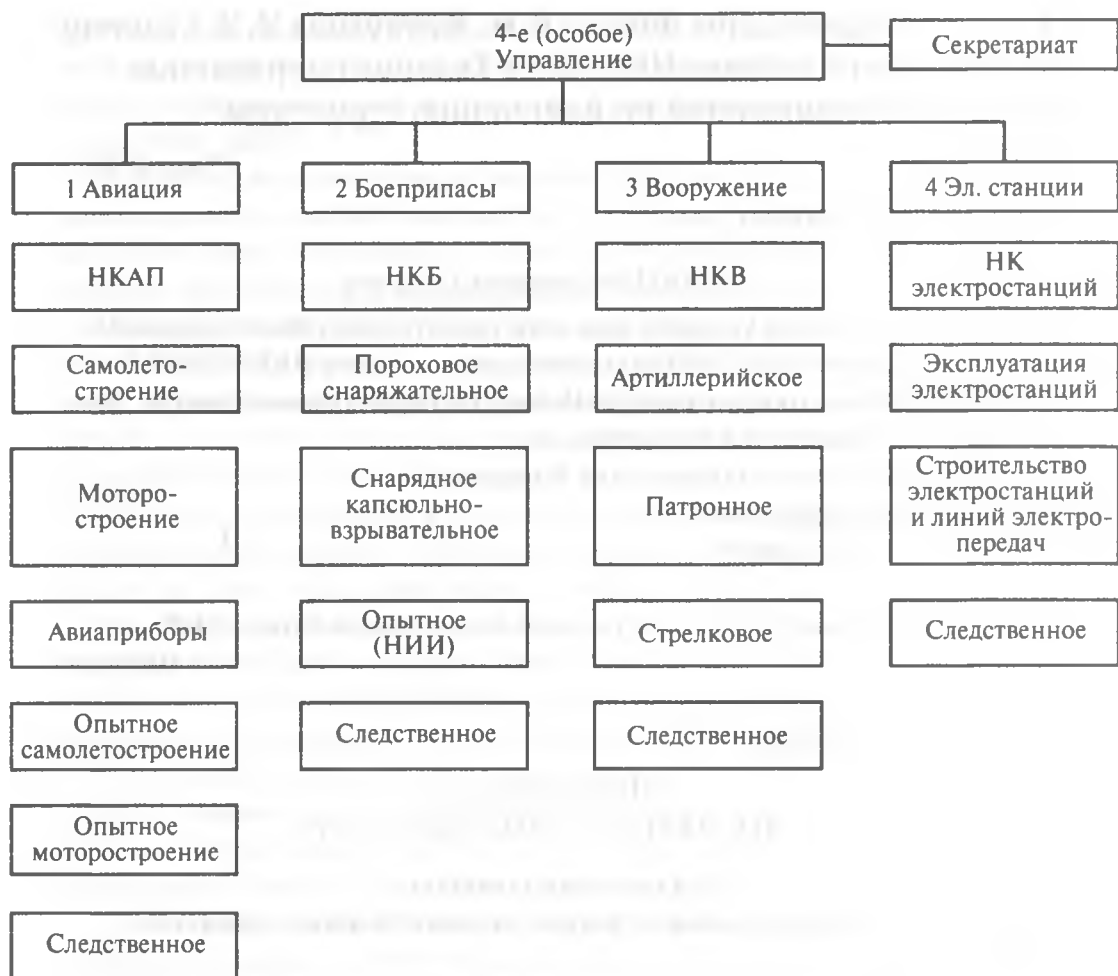 4-е (особое)
Управление
Секретариат
1 Авиация
2 Боеприпасы
3 Вооружение
4 Эл. станции
НКАП
НКБ
НКВ
НК
электростанций
Самолето-
строение
Пороховое
снаряжательное
Артиллерийское
Эксплуатация
электростанций
Моторо-
строение
Снарядное
капсюльно-
взрывательное
Патронное
Строительство
электростанций
и линий электро-
передач
Авиаприборы
Опытное
(НИИ)
Стрелковое
Следственное
Опытное
самолетостроение
Следственное
Следственное
Опытное
моторостроение
Следственное